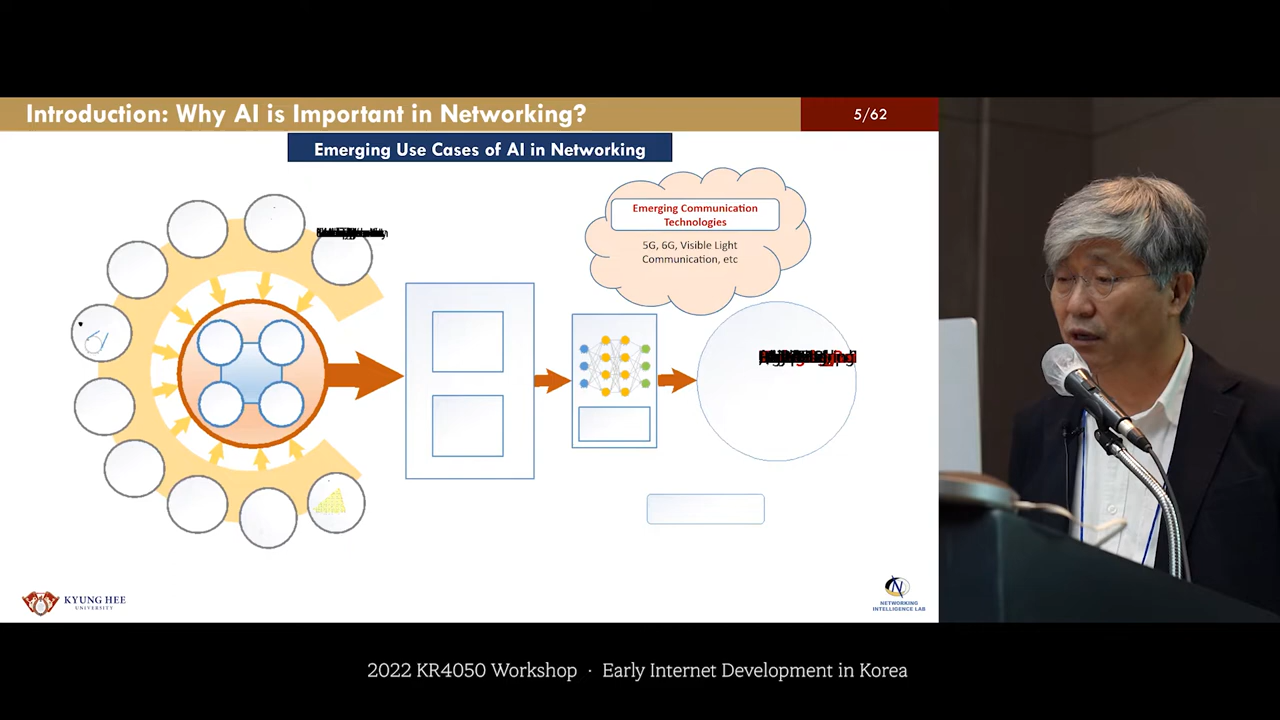 Introduction: Why AI is Important in Networking?
5/62
Emerging Use Cases of AI in Networking
Emerging Communication
Technologies
5G, 6G, Visible Light
Communication, etc
KYUNG HEE
UNIVERSITY
N
NETWORKING
INTELLIGENCE LAB
2022 KR4050 Workshop · Early Internet Development in Korea